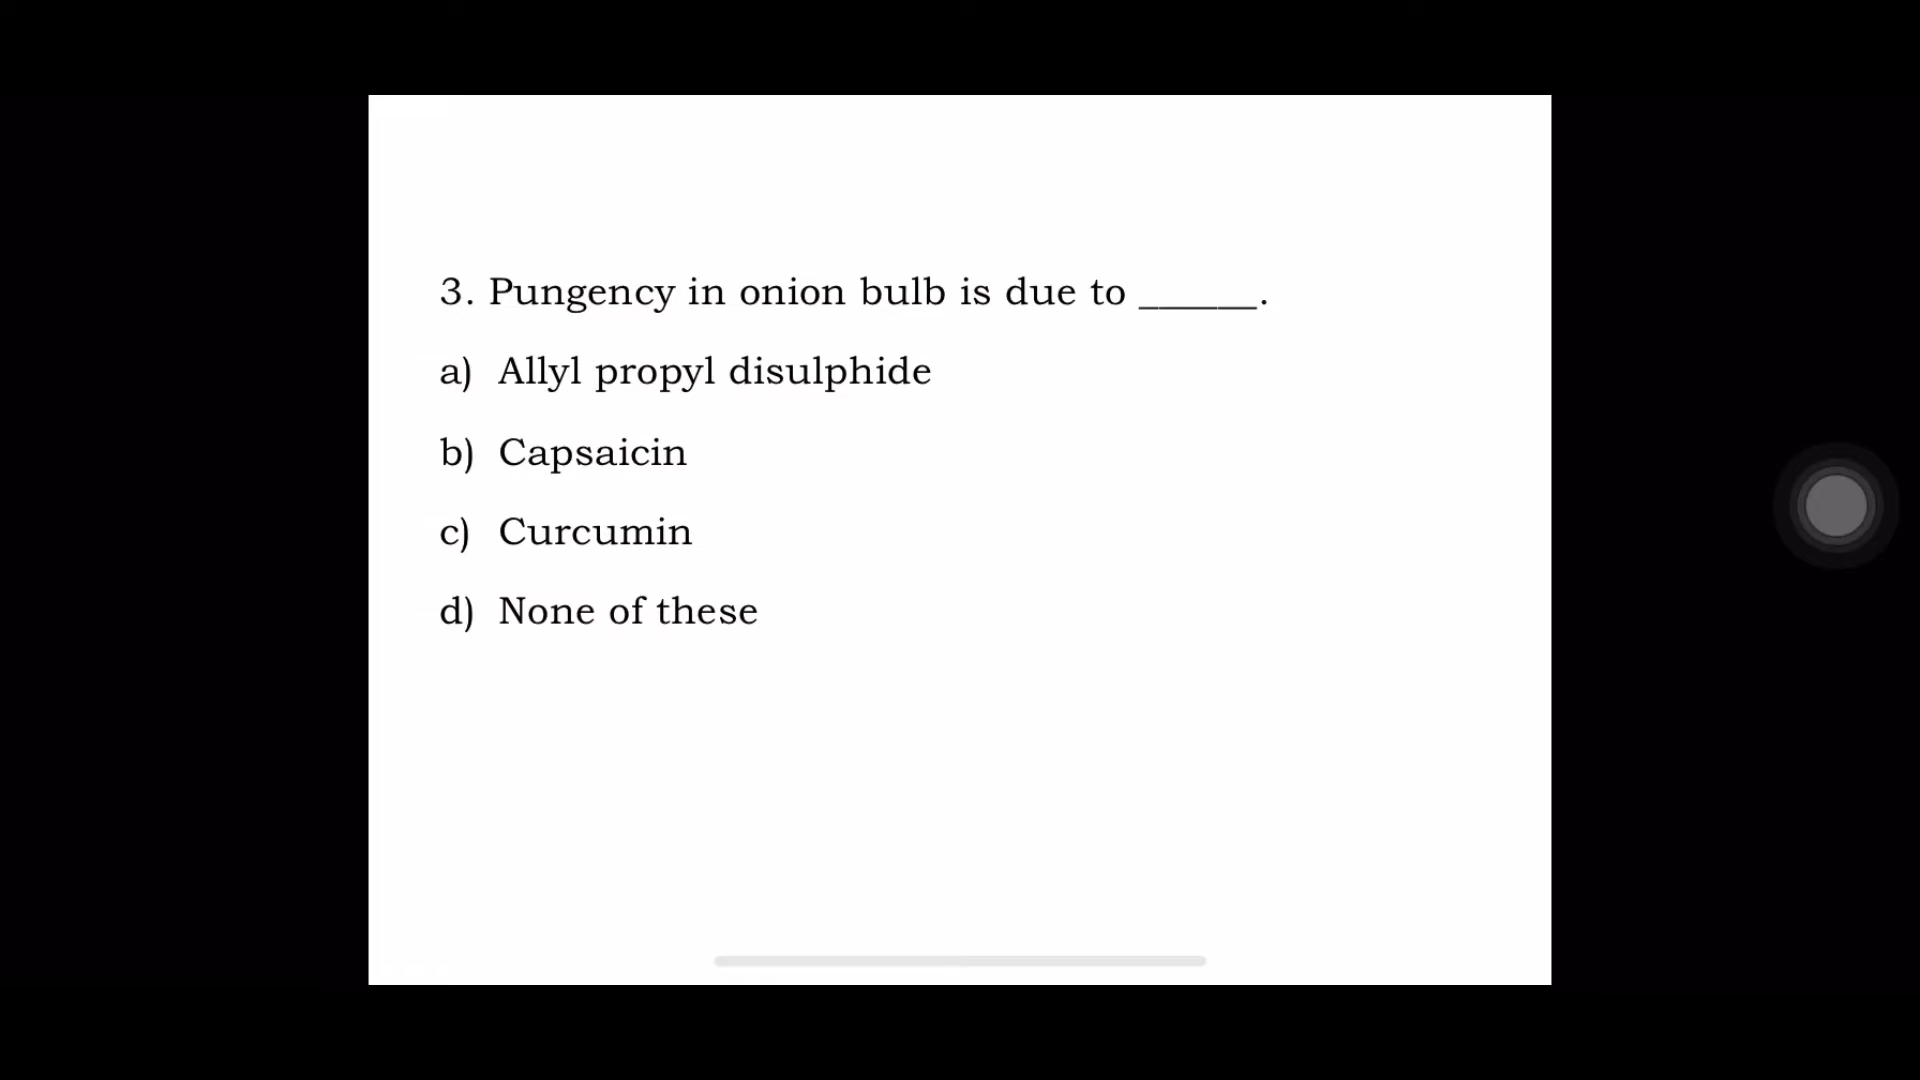 3. Pungency in onion bulb is due to ______.
a) Allyl propyl disulphide
b) Capsaicin
c) Curcumin
d) None of these